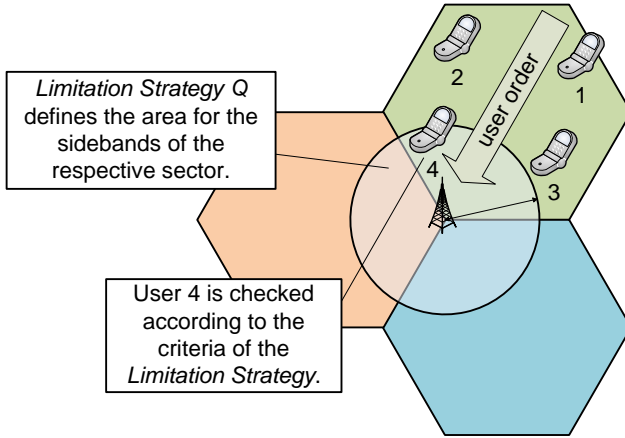 2
1
Limitation Strategy Q
defines the area for the
sidebands of the
respective sector.
user order
4
3
User 4 is checked
according to the
criteria of the
Limitation Strategy.